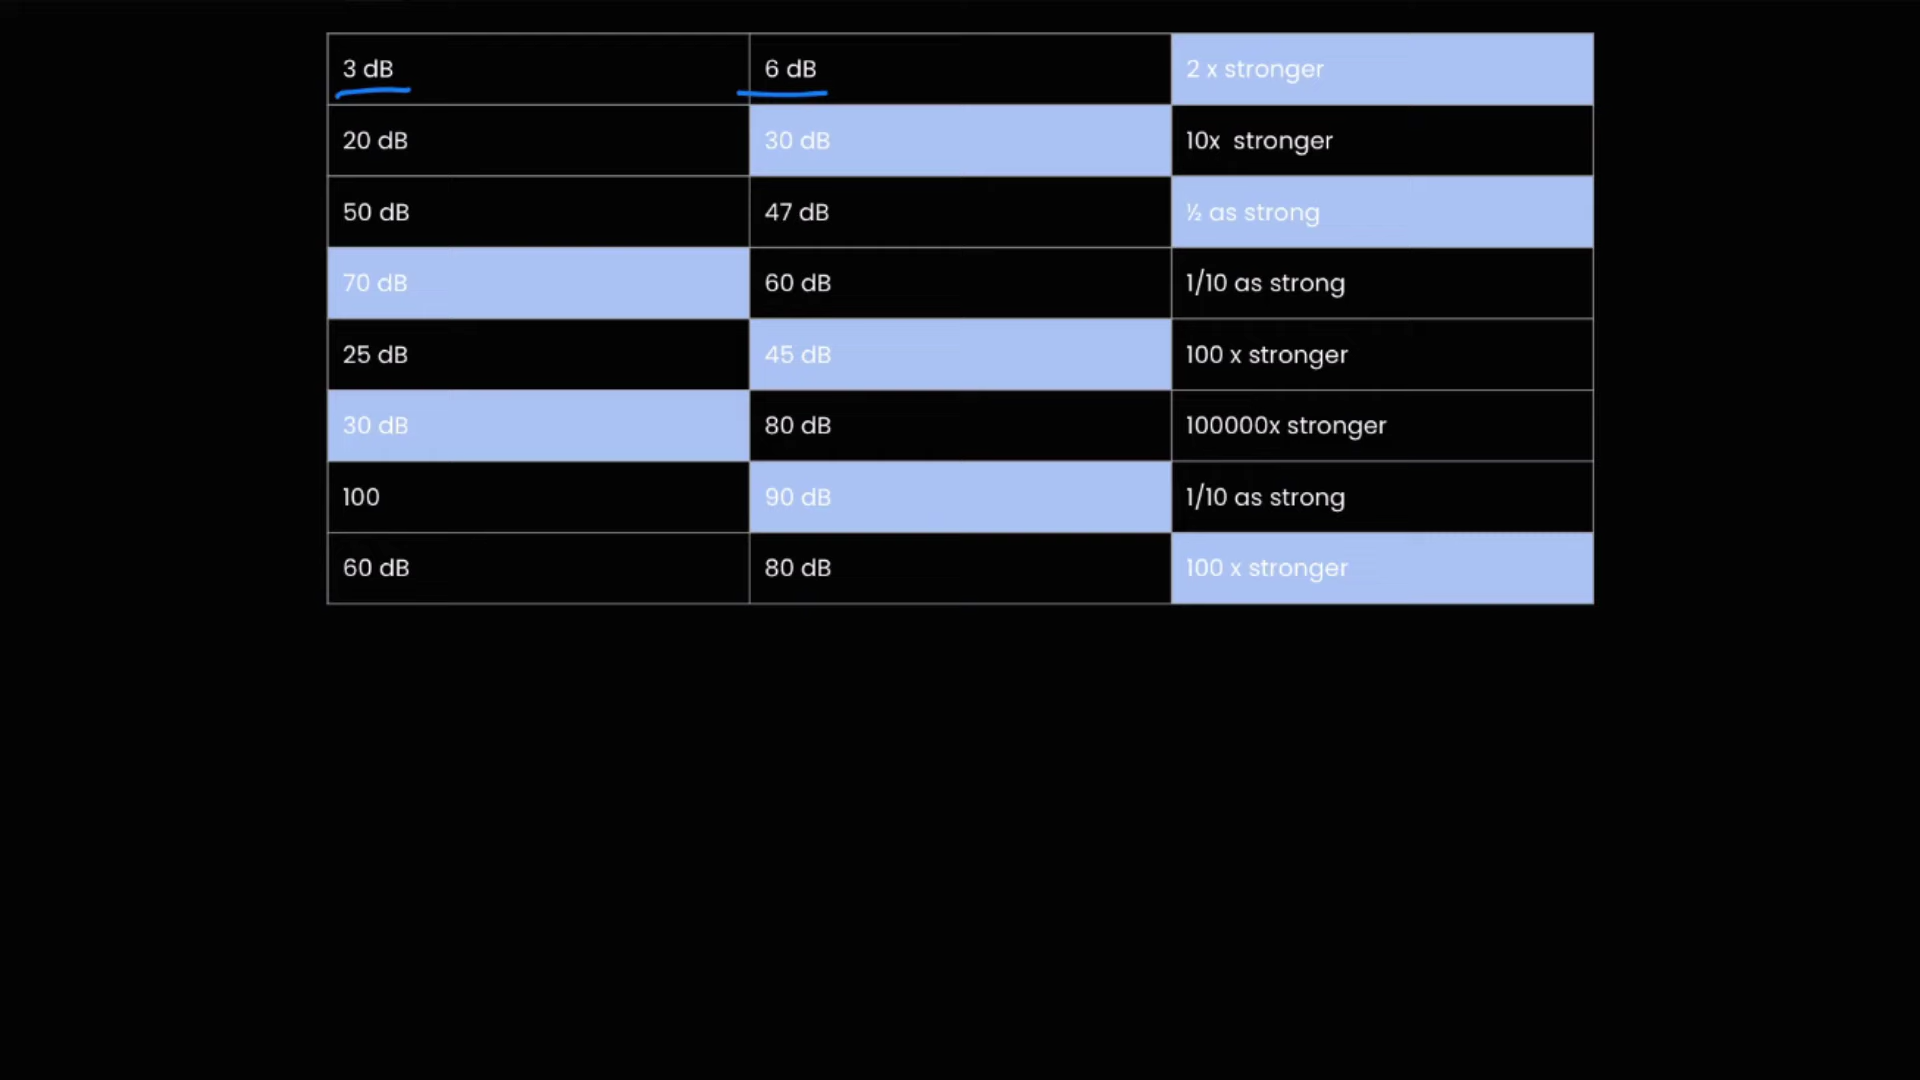 3 dB 6 dB 2 x stronger
20 dB 30 dB 10x stronger
50 dB 47 dB ½ as strong
70 dB 60 dB 1/10 as strong
25 dB 45 dB 100 x stronger
30 dB 80 dB 100000x stronger
100 90 dB 1/10 as strong
60 dB 80 dB 100 x stronger